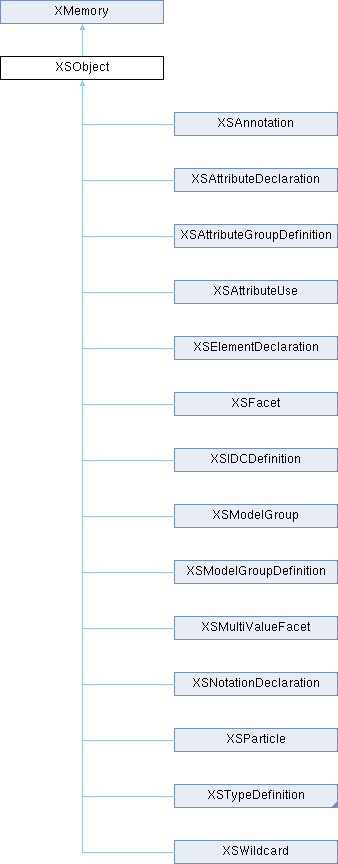 XMemory
XSObject
XSAnnotation
XSAttributeDeclaration
XSAttributeGroupDefinition
XSAttributeUse
XSElementDeclaration
XSFacet
XSIDCDefinition
XSModelGroup
XSModelGroupDefinition
XSMultiValueFacet
XSNotationDeclaration
XSParticle
XSTypeDefinition
XSWildcard